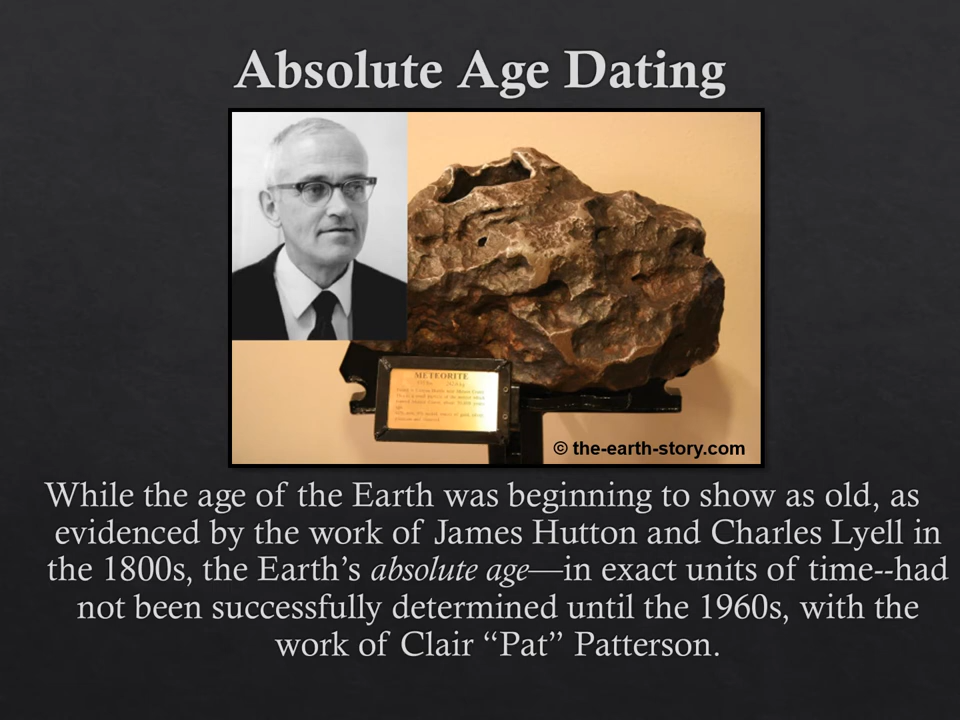 Absolute Age Dating
METEORITE
© the-earth-story.com
While the age of the Earth was beginning to show as old, as
evidenced by the work of James Hutton and Charles Lyell in
the 1800s, the Earth’s absolute age—in exact units of time--had
not been successfully determined until the 1960s, with the
work of Clair “Pat” Patterson.